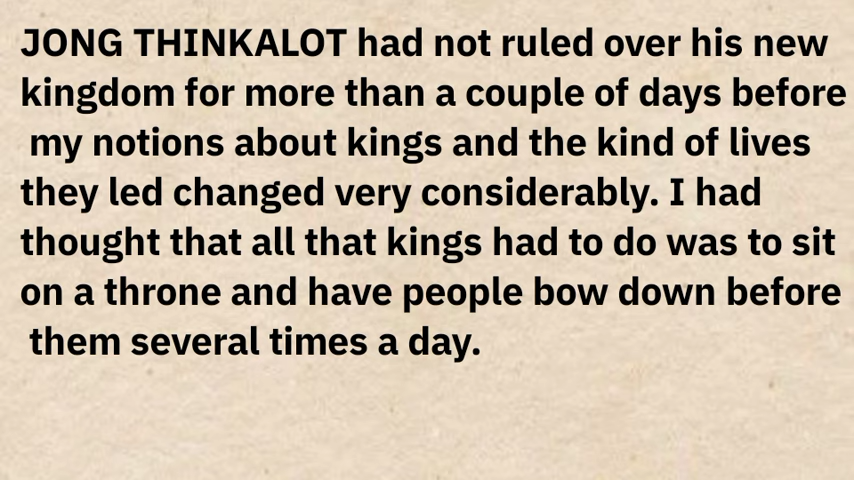 JONG THINKALOT had not ruled over his new
kingdom for more than a couple of days before
my notions about kings and the kind of lives
they led changed very considerably. I had
thought that all that kings had to do was to sit
on a throne and have people bow down before
them several times a day.